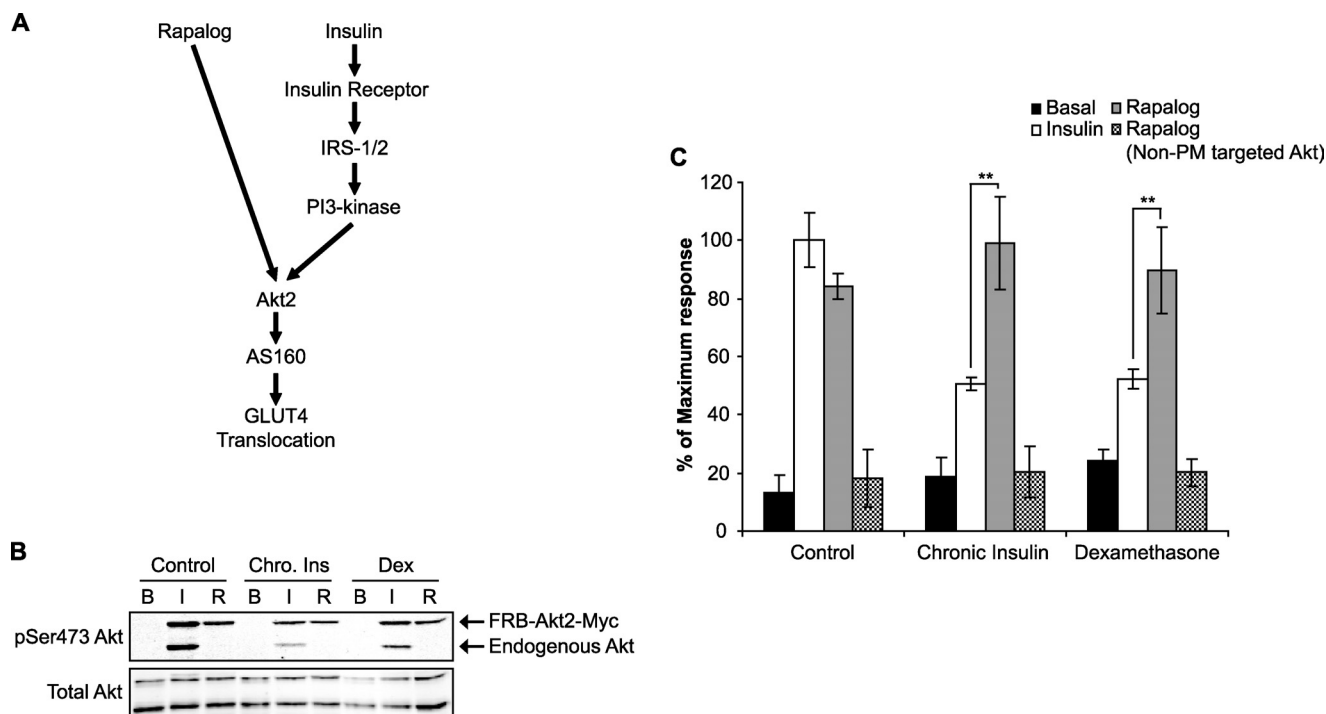 A
Rapalog
Insulin
Insulin Receptor
IRS-1/2
PI3-kinase
Akt2
AS160
GLUT4
Translocation
B
Control Chro. Ins Dex
B I R B I R B I R
pSer473 Akt
FRB-Akt2-Myc
Endogenous Akt
Total Akt
C
Basal Rapalog
Insulin Rapalog
(Non-PM targeted Akt)
% of Maximum response
120
100
80
60
40
20
0
**
**
Control Chronic Insulin Dexamethasone